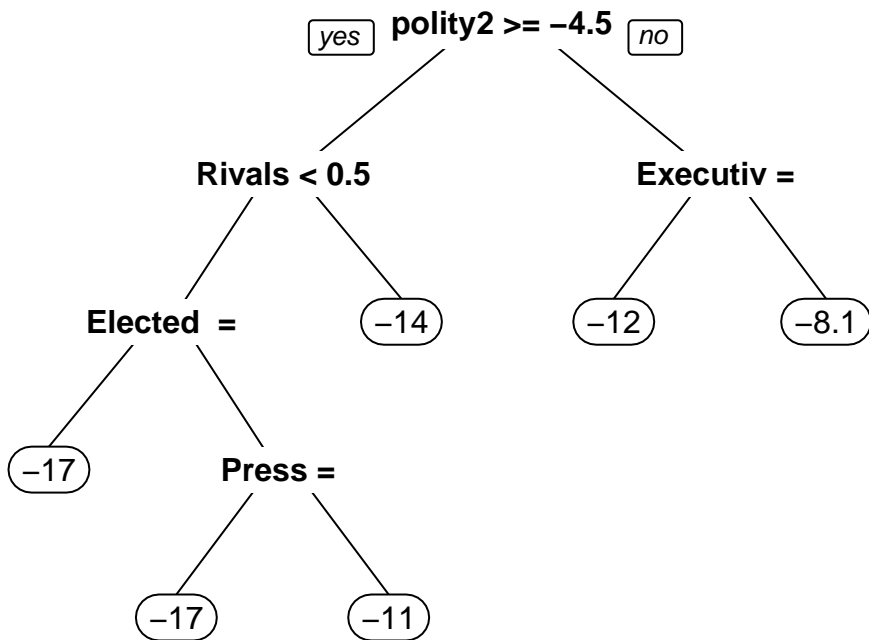 yes polity2 >= −4.5 no
Rivals < 0.5 Executiv =
Elected = −14 −12 −8.1
−17 Press =
−17 −11